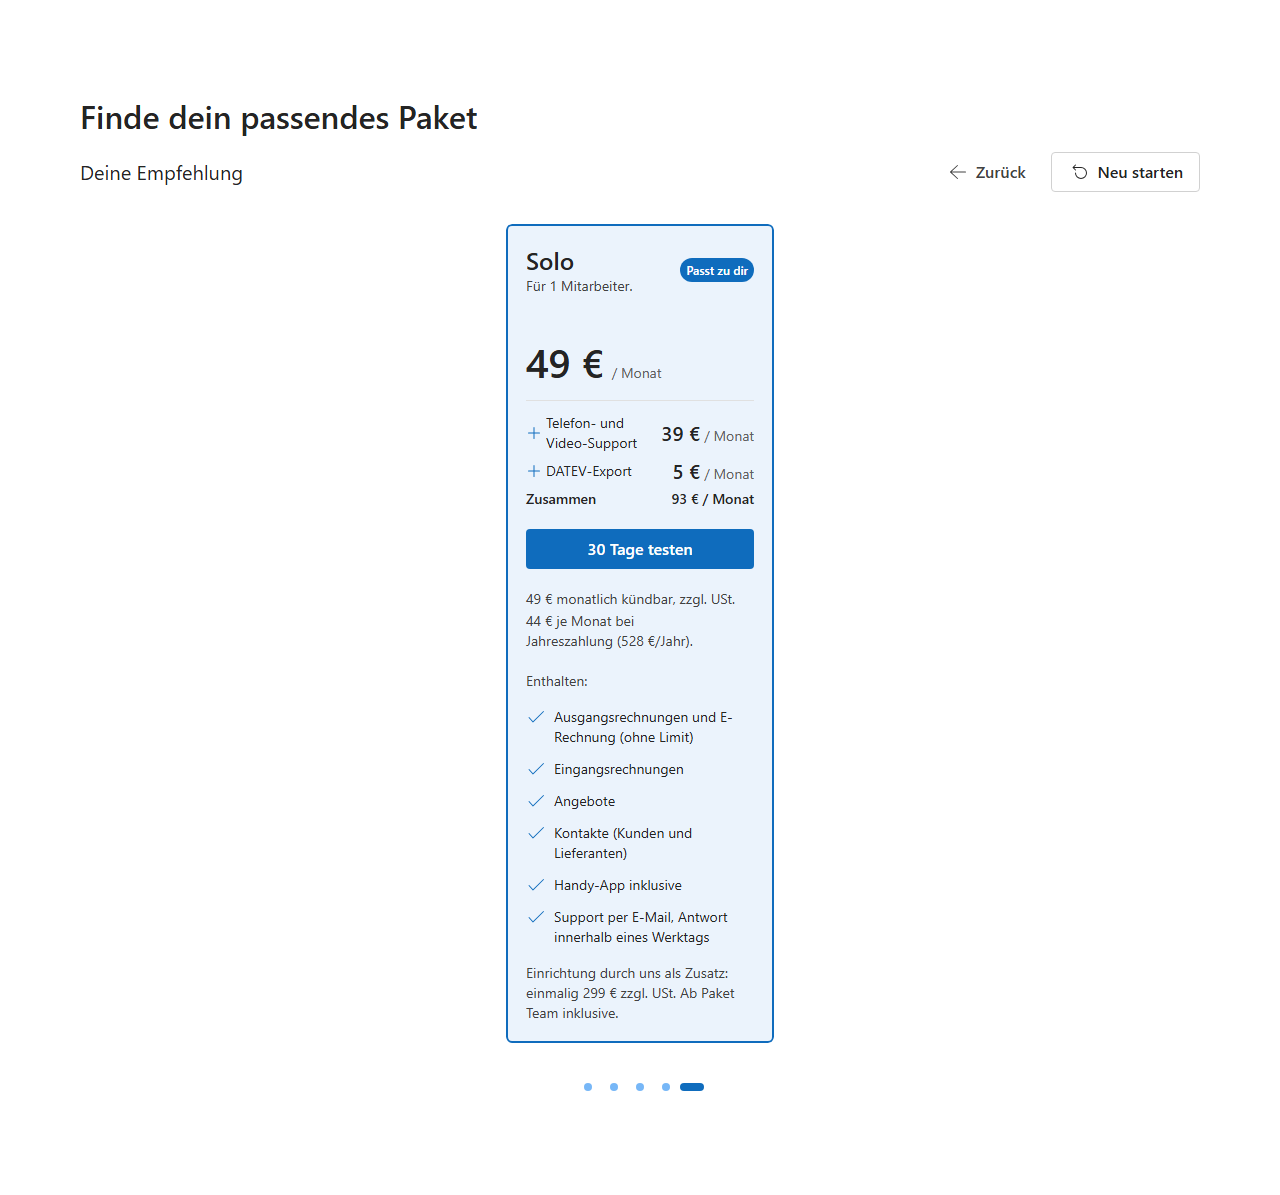 Finde dein passendes Paket
Deine Empfehlung
Zurück
Neu starten
Solo
Für 1 Mitarbeiter.
Passt zu dir
49 € / Monat
Telefon- und
Video-Support
39 € / Monat
DATEV-Export
5 € / Monat
Zusammen
93 € / Monat
30 Tage testen
49 € monatlich kündbar, zzgl. USt.
44 € je Monat bei
Jahreszahlung (528 €/Jahr).
Enthalten:
Ausgangsrechnungen und E-
Rechnung (ohne Limit)
Eingangsrechnungen
Angebote
Kontakte (Kunden und
Lieferanten)
Handy-App inklusive
Support per E-Mail, Antwort
innerhalb eines Werktags
Einrichtung durch uns als Zusatz:
einmalig 299 € zzgl. USt. Ab Paket
Team inklusive.